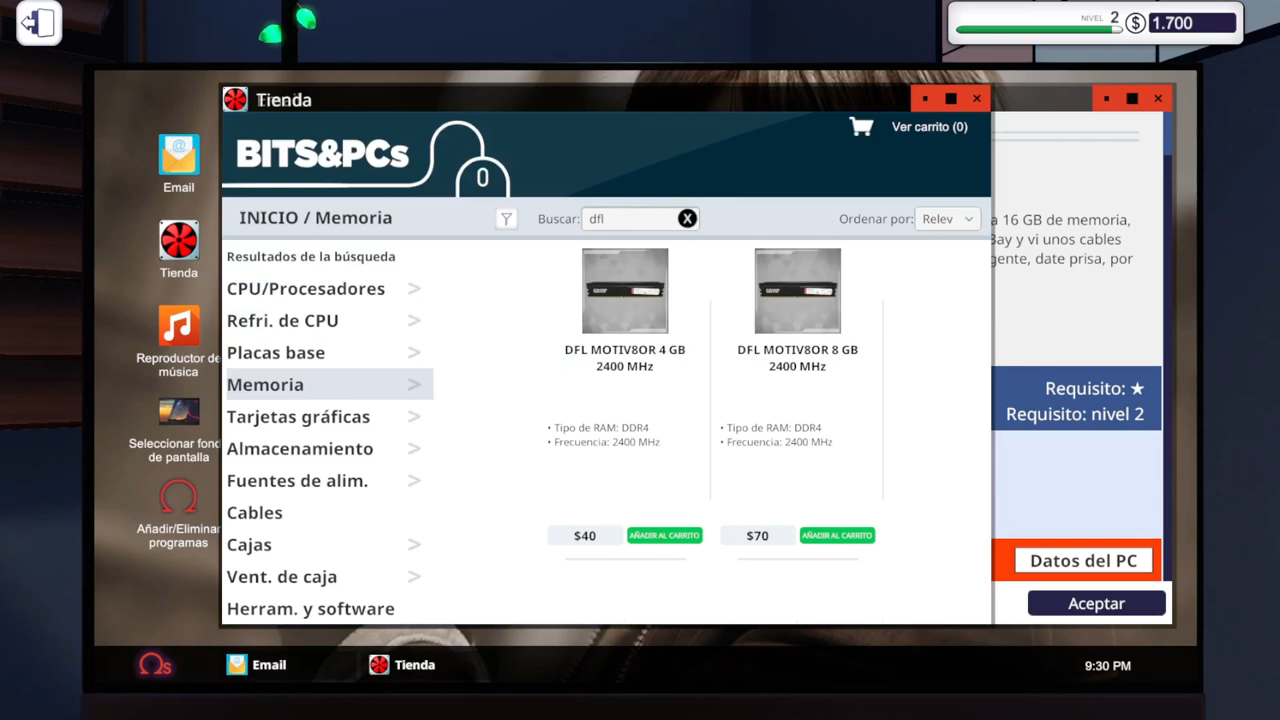 NIVEL 2
$ 1.700
Tienda
Ver carrito (0)
BITS&PCs
INICIO / Memoria
Buscar: dfl
Ordenar por: Relev
Email
Tienda
Reproductor de
música
Seleccionar fond
de pantalla
Añadir/Eliminar
programas
Resultados de la búsqueda
CPU/Procesadores
Refri. de CPU
Placas base
Memoria
Tarjetas gráficas
Almacenamiento
Fuentes de alim.
Cables
Cajas
Vent. de caja
Herram. y software
DFL MOTIV8OR 4 GB
2400 MHz
• Tipo de RAM: DDR4
• Frecuencia: 2400 MHz
$40
AÑADIR AL CARRITO
DFL MOTIV8OR 8 GB
2400 MHz
• Tipo de RAM: DDR4
• Frecuencia: 2400 MHz
$70
AÑADIR AL CARRITO
a 16 GB de memoria,
Bay y vi unos cables
gente, date prisa, por
Requisito: ★
Requisito: nivel 2
Datos del PC
Aceptar
Ωs
Email
Tienda
9:30 PM